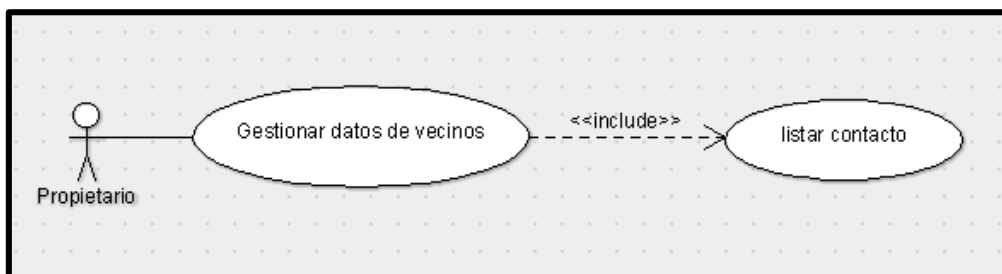 Gestionar datos de vecinos
<<include>>
listar contacto
Propietario